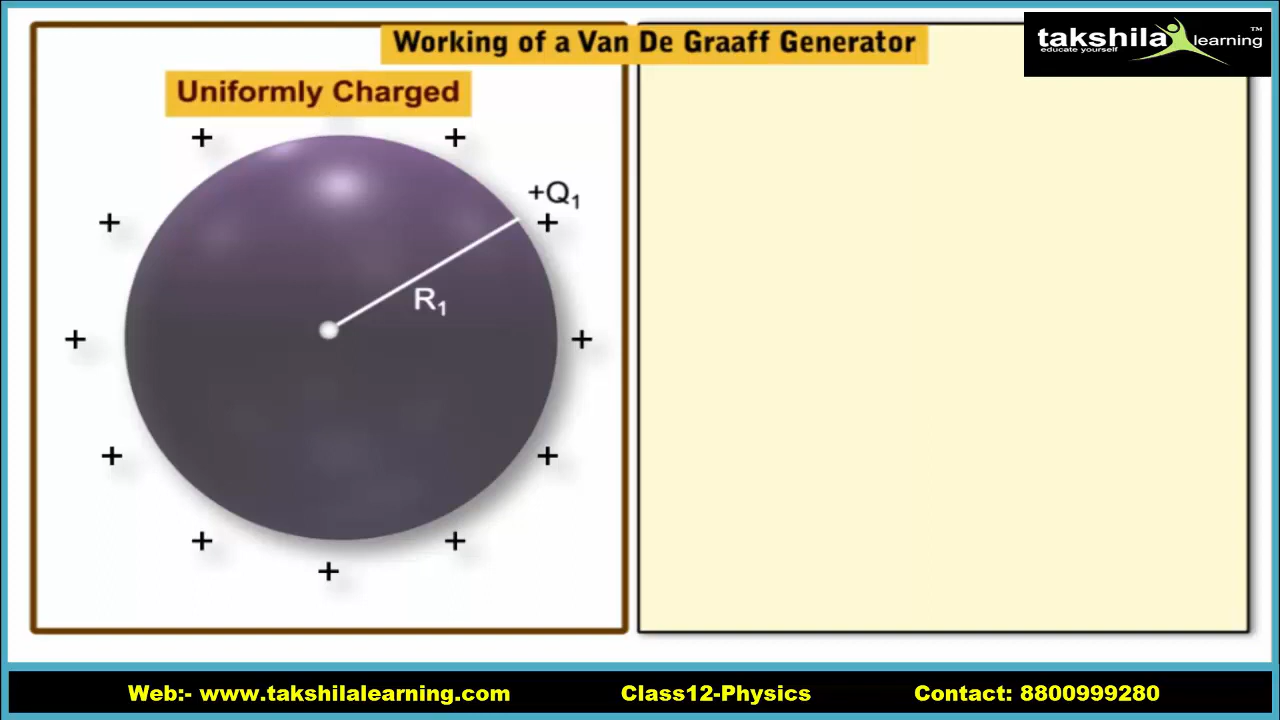 Working of a Van De Graaff Generator
takshila learning ™
educate yourself
Uniformly Charged
+ +
+Q₁
+ +
R₁
+ +
+ +
+ +
+
Web:- www.takshilalearning.com Class12-Physics Contact: 8800999280